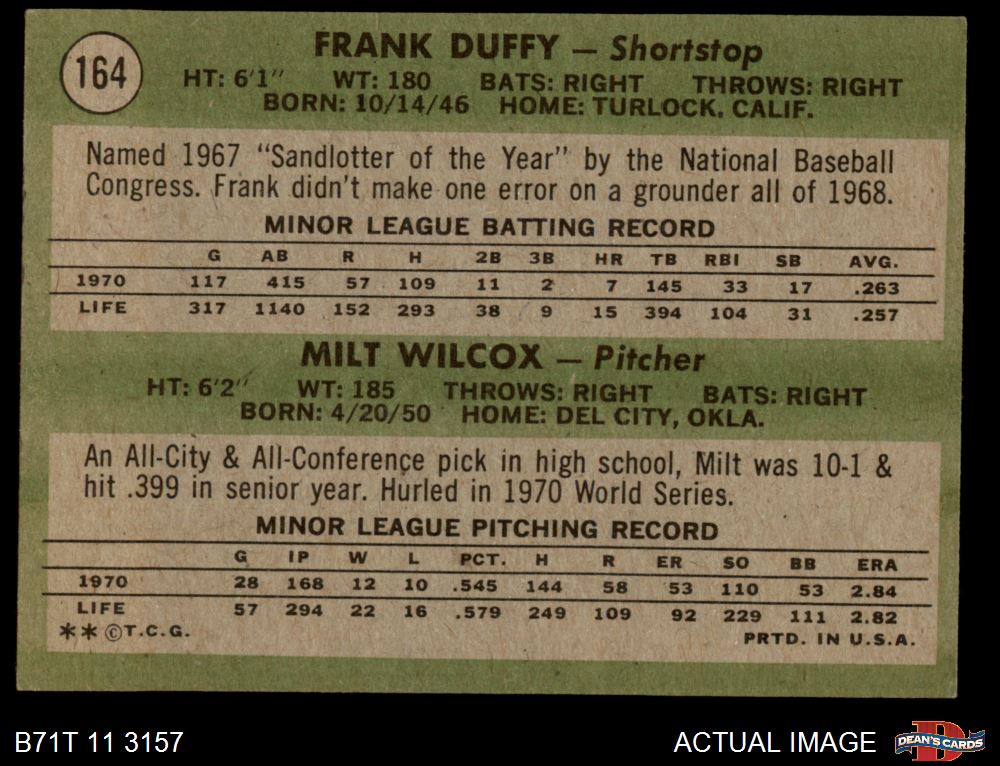 164
FRANK DUFFY — Shortstop
HT: 6'1" WT: 180 BATS: RIGHT THROWS: RIGHT
BORN: 10/14/46 HOME: TURLOCK, CALIF.
Named 1967 "Sandlotter of the Year" by the National Baseball
Congress. Frank didn't make one error on a grounder all of 1968.
MINOR LEAGUE BATTING RECORD
G AB R H 2B 3B HR TB RBI SB AVG.
1970 117 415 57 109 11 2 7 145 33 17 .263
LIFE 317 1140 152 293 38 9 15 394 104 31 .257
MILT WILCOX — Pitcher
HT: 6'2" WT: 185 THROWS: RIGHT BATS: RIGHT
BORN: 4/20/50 HOME: DEL CITY, OKLA.
An All-City & All-Conference pick in high school, Milt was 10-1 &
hit .399 in senior year. Hurled in 1970 World Series.
MINOR LEAGUE PITCHING RECORD
G IP W L PCT. H R ER SO BB ERA
1970 28 168 12 10 .545 144 58 53 110 53 2.84
LIFE 57 294 22 16 .579 249 109 92 229 111 2.82
**©T.C.G. PRTD. IN U.S.A.
B71T 11 3157 ACTUAL IMAGE DEAN'S CARDS